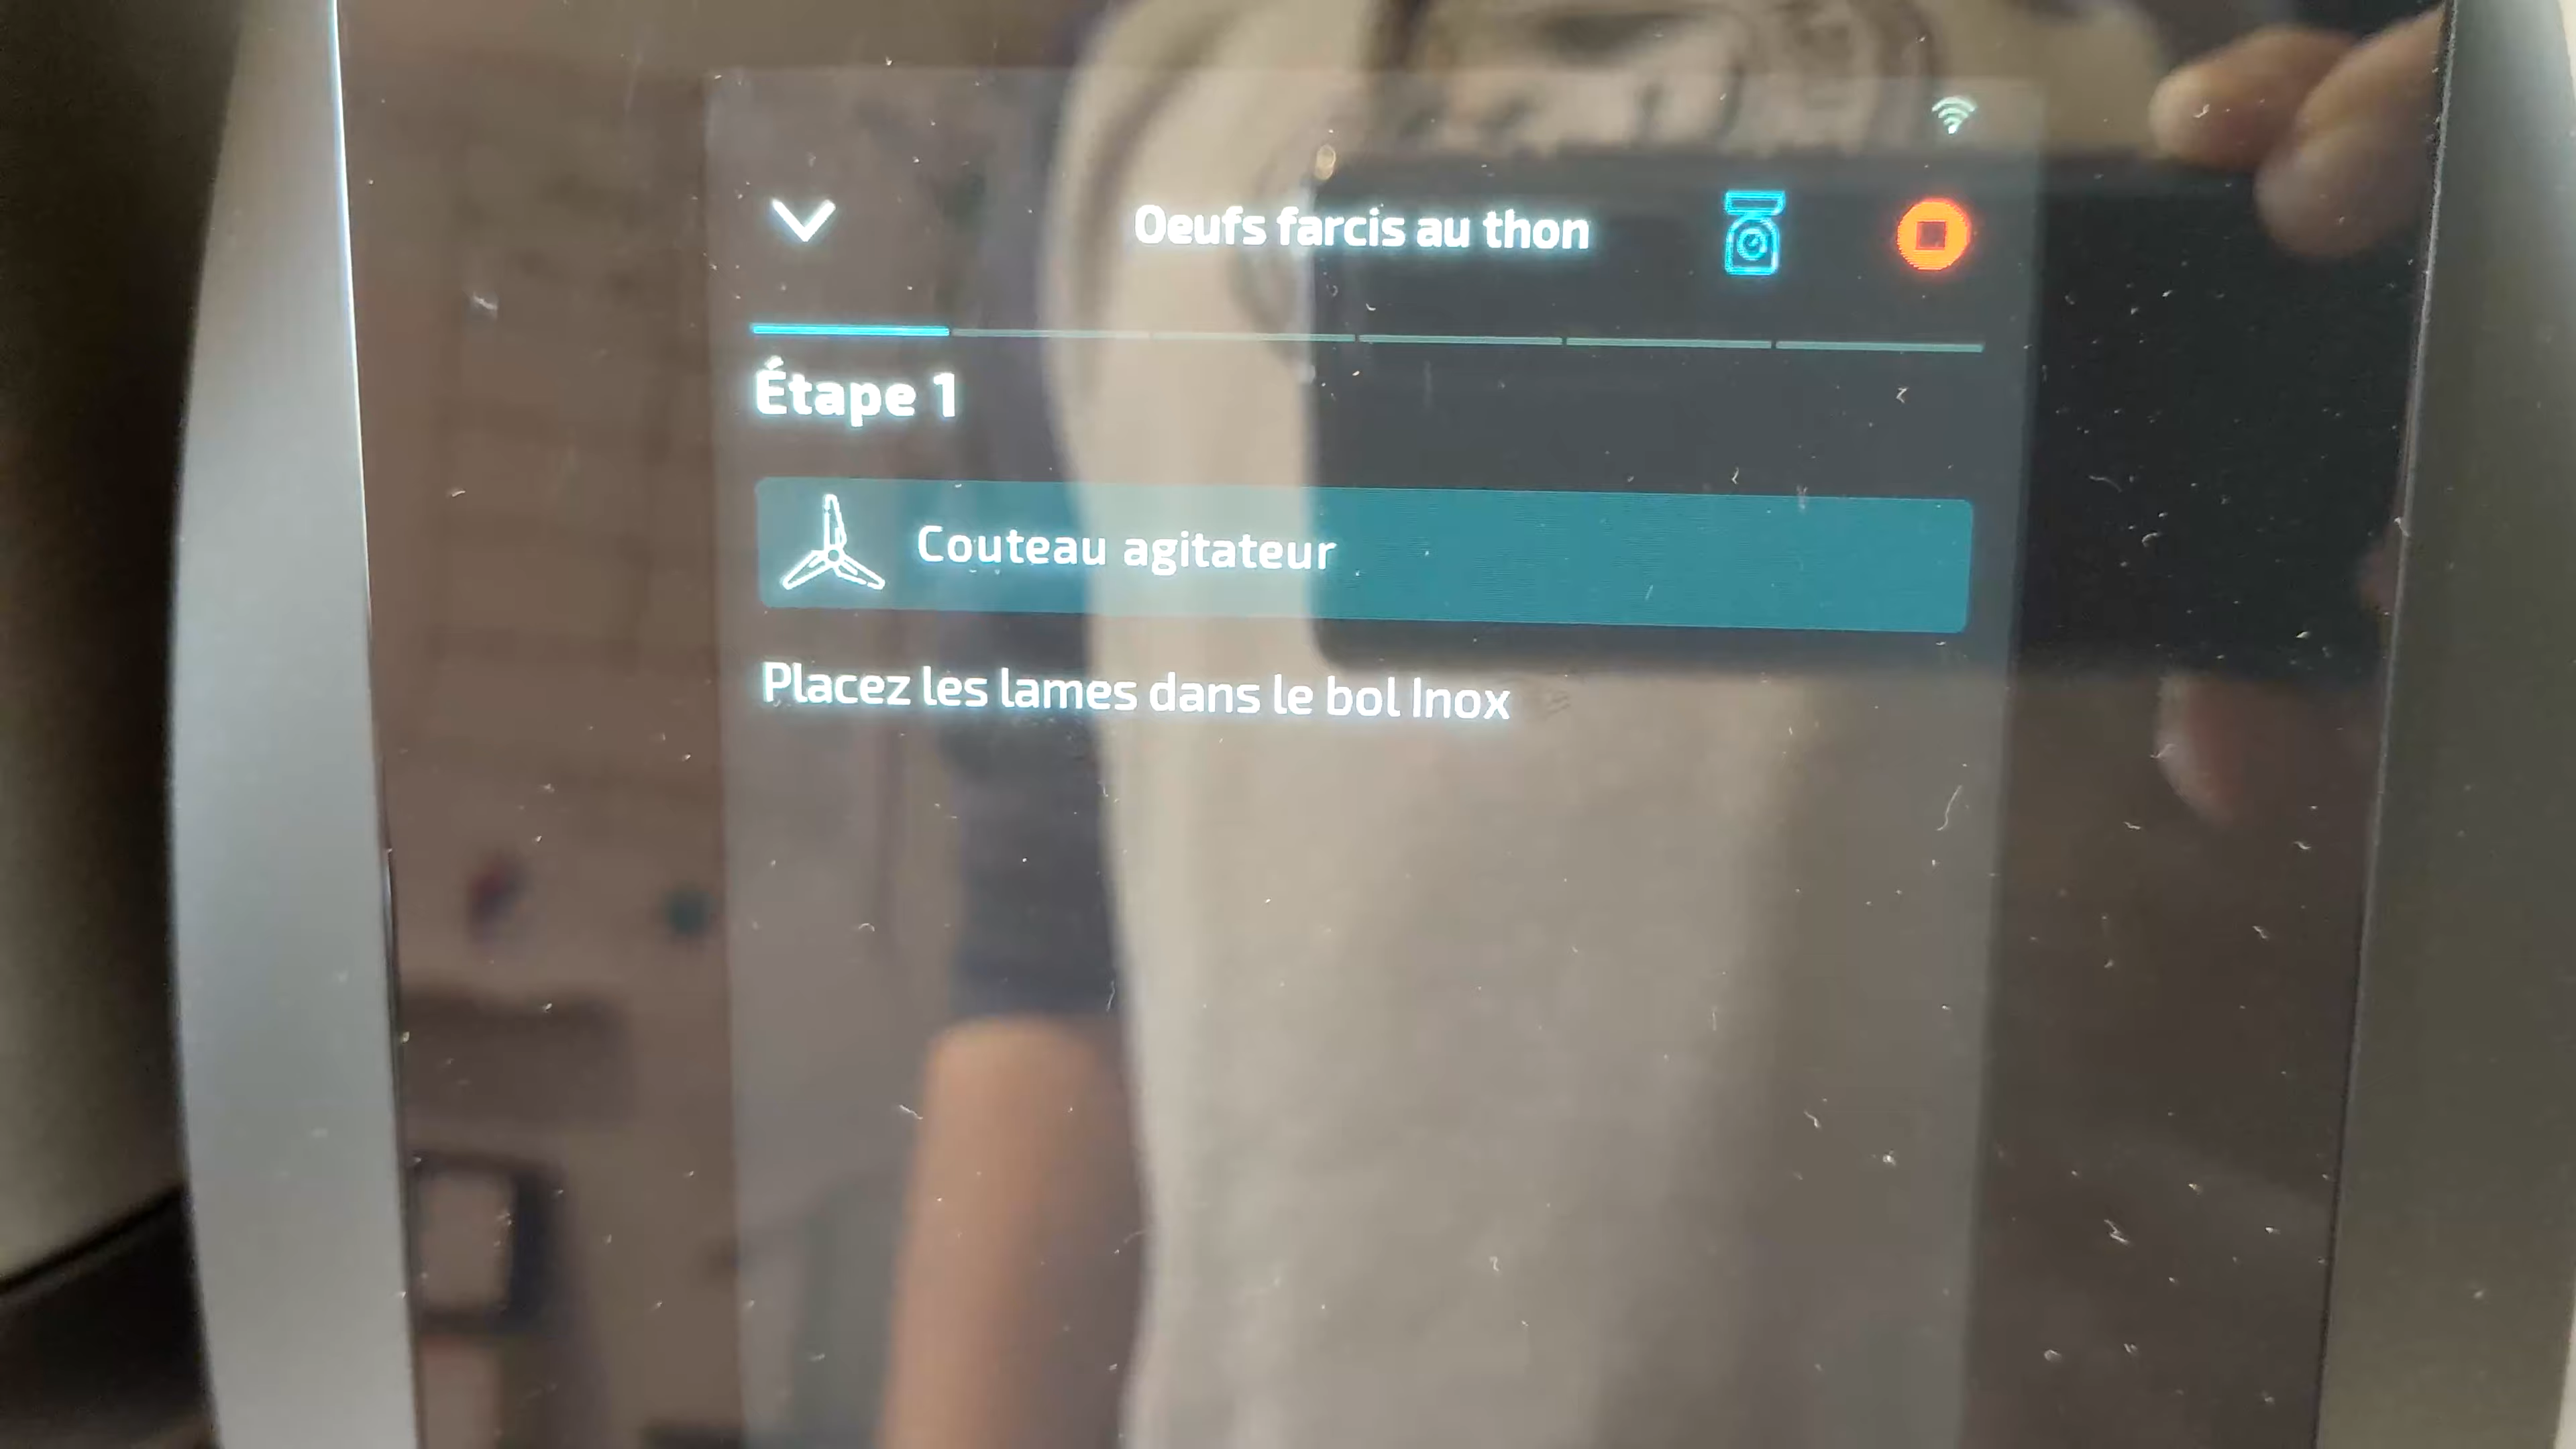 Oeufs farcis au thon
Étape 1
Couteau agitateur
Placez les lames dans le bol Inox